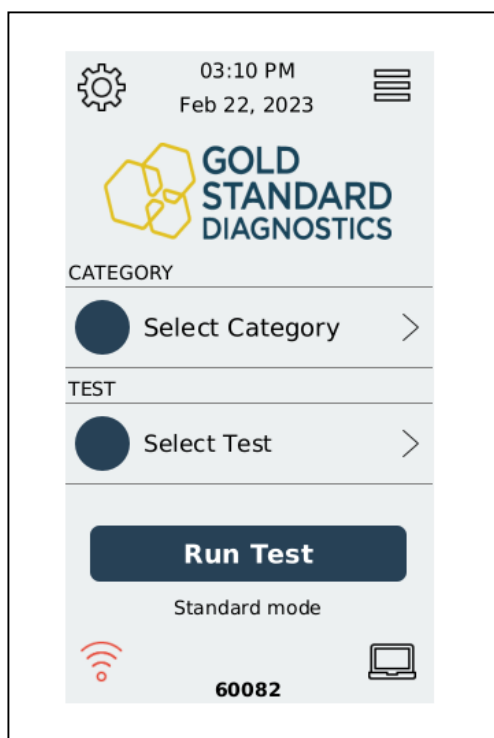 03:10 PM
Feb 22, 2023
GOLD
STANDARD
DIAGNOSTICS
CATEGORY
Select Category
TEST
Select Test
Run Test
Standard mode
60082